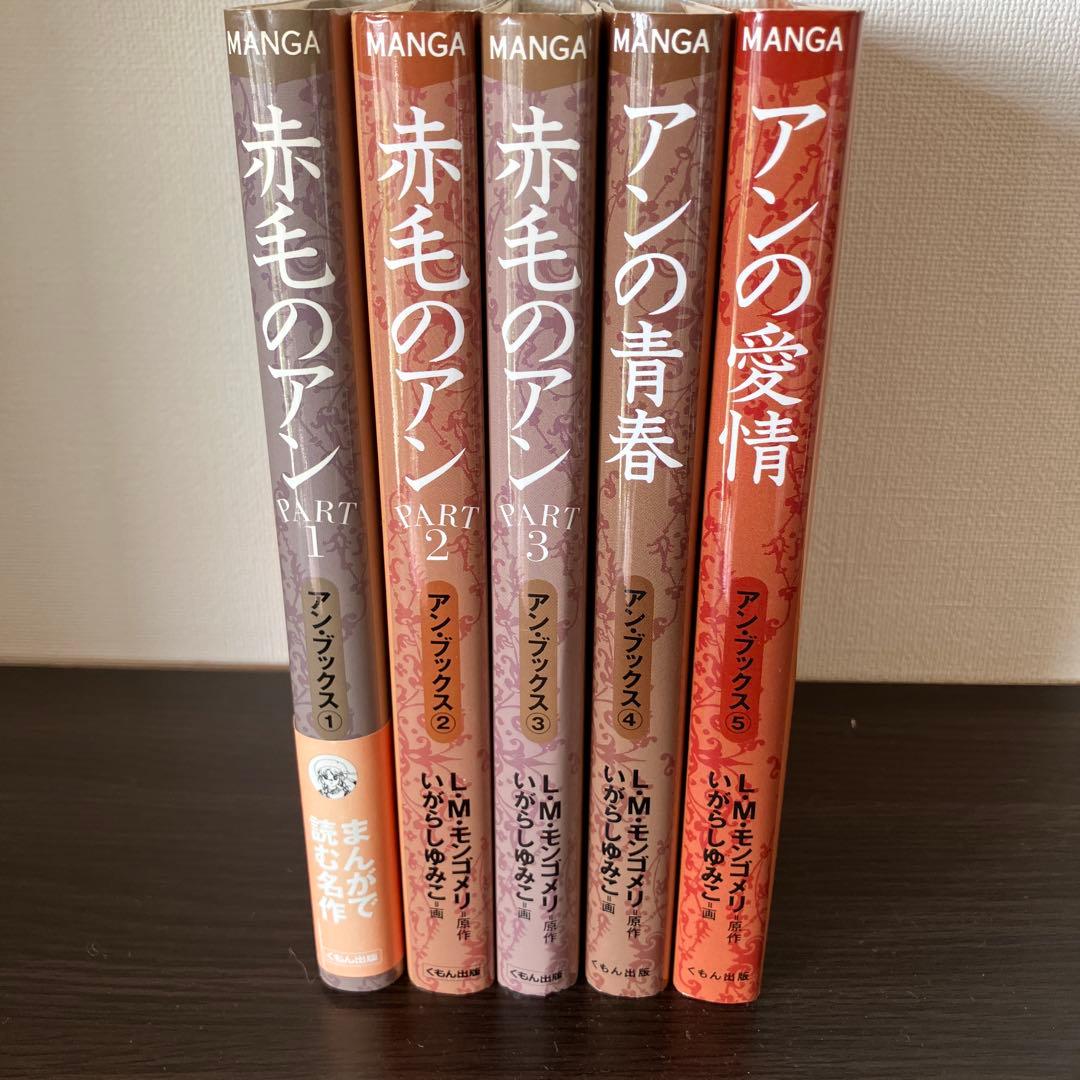 MANGA
赤毛のアン
PART
1
アン・ブックス①
まんがで
読む名作
くもん出版
MANGA
赤毛のアン
PART
2
アン・ブックス②
L・M・モンゴメリ=原作
いがらしゆみこ=画
くもん出版
MANGA
赤毛のアン
PART
3
アン・ブックス③
L・M・モンゴメリ=原作
いがらしゆみこ=画
くもん出版
MANGA
アンの青春
アン・ブックス④
L・M・モンゴメリ=原作
いがらしゆみこ=画
くもん出版
MANGA
アンの愛情
アン・ブックス⑤
L・M・モンゴメリ=原作
いがらしゆみこ=画
くもん出版